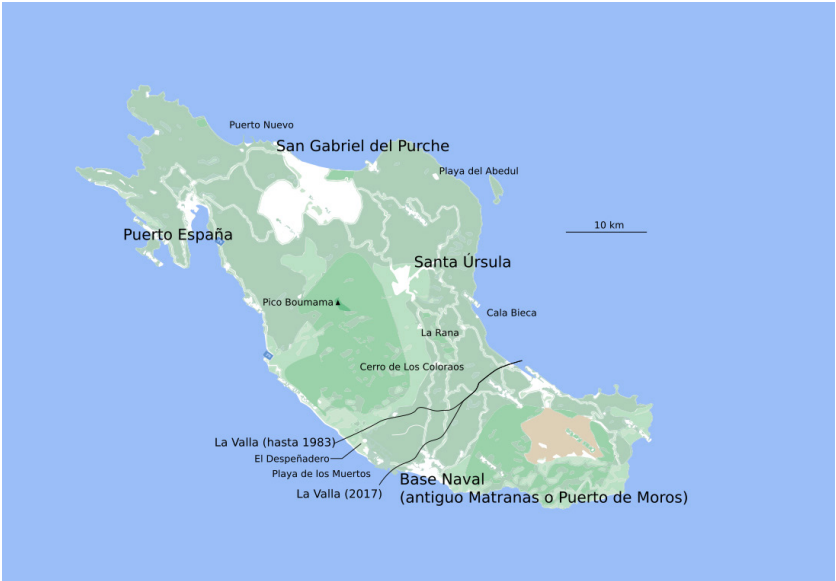 Puerto Nuevo
San Gabriel del Purche
Playa del Abedul
10 km
Puerto España
Santa Úrsula
Pico Boumama
Cala Bieca
La Rana
Cerro de Los Coloraos
La Valla (hasta 1983)
El Despeñadero
Playa de los Muertos
La Valla (2017)
Base Naval
(antiguo Matranas o Puerto de Moros)